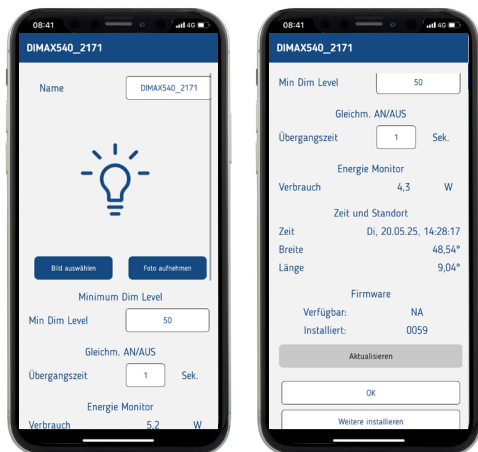 08:41
4G
DIMAX540_2171
Name DIMAX540_2171
Bild auswählen Foto aufnehmen
Minimum Dim Level
Min Dim Level 50
Gleichm. AN/AUS
Übergangszeit 1 Sek.
Energie Monitor
Verbrauch 5,2 W
08:41
4G
DIMAX540_2171
Min Dim Level 50
Gleichm. AN/AUS
Übergangszeit 1 Sek.
Energie Monitor
Verbrauch 4,3 W
Zeit und Standort
Zeit Di, 20.05.25, 14:28:17
Breite 48,54°
Länge 9,04°
Firmware
Verfügbar: NA
Installiert: 0059
Aktualisieren
OK
Weitere installieren